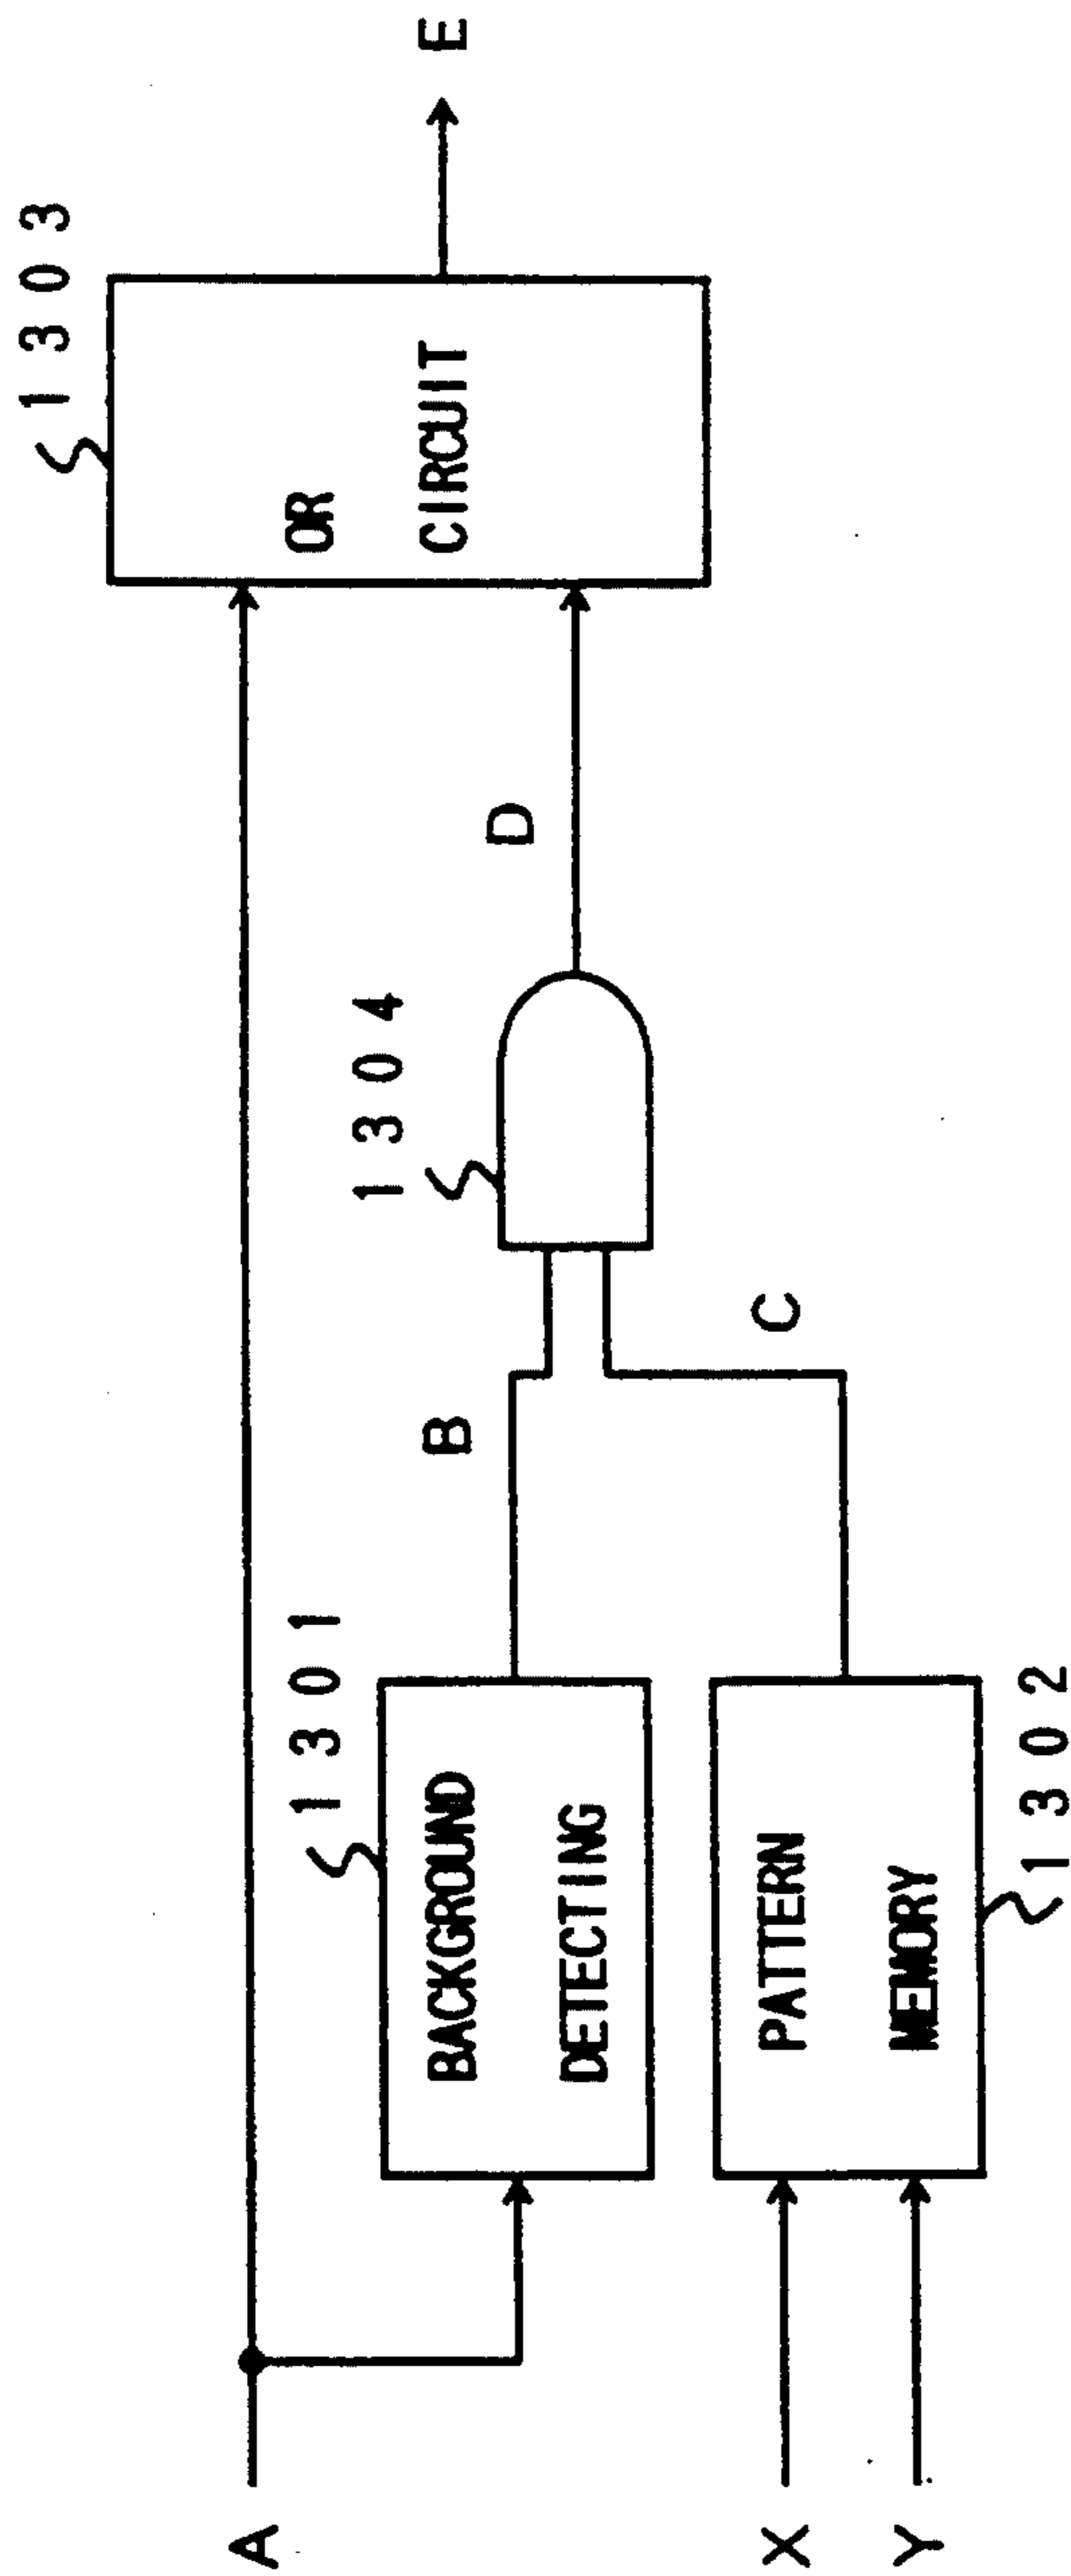 A
X
Y
1301
BACKGROUND
DETECTING
PATTERN
MEMORY
1302
B
C
1304
D
1303
OR
CIRCUIT
E